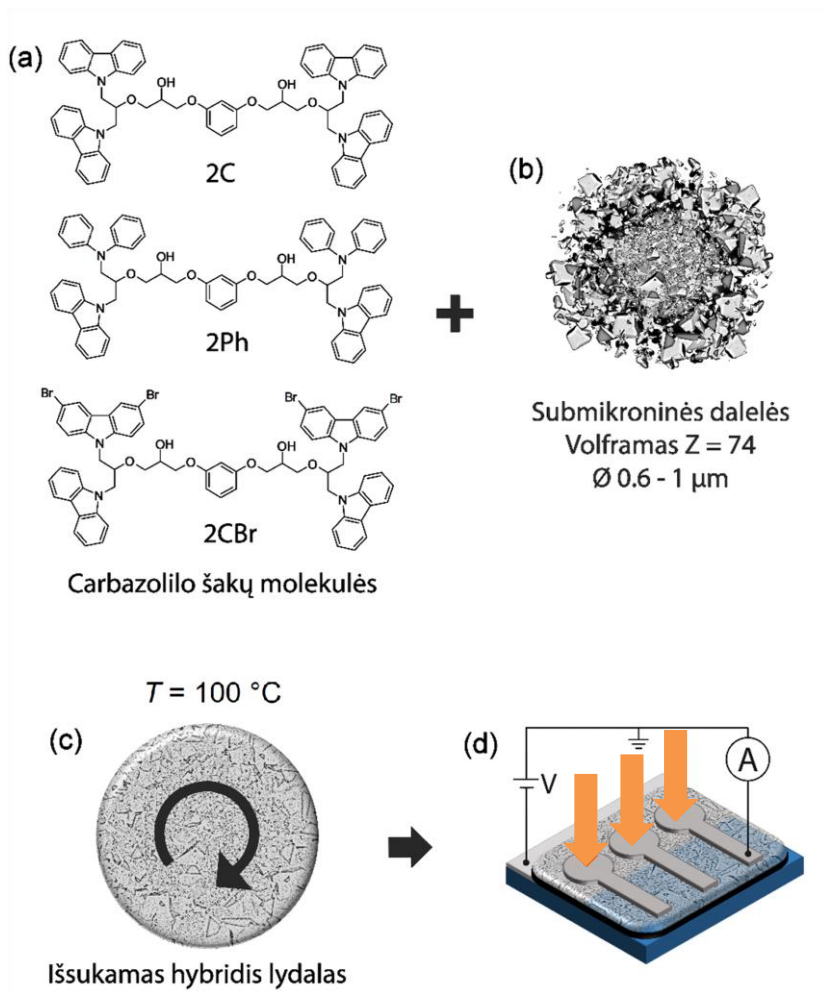 (a)
N
N
O
OH
O
O
OH
O
N
N
2C
N
N
O
OH
O
O
OH
O
N
N
2Ph
Br
Br
Br
Br
N
N
O
OH
O
O
OH
O
N
N
2CBr
Carbazolilo šakų molekulės
+
(b)
Submikroninės dalelės
Volframas Z = 74
Ø 0.6 - 1 µm
T = 100 °C
(c)
Išsukamas hybridis lydalas
(d)
V
A